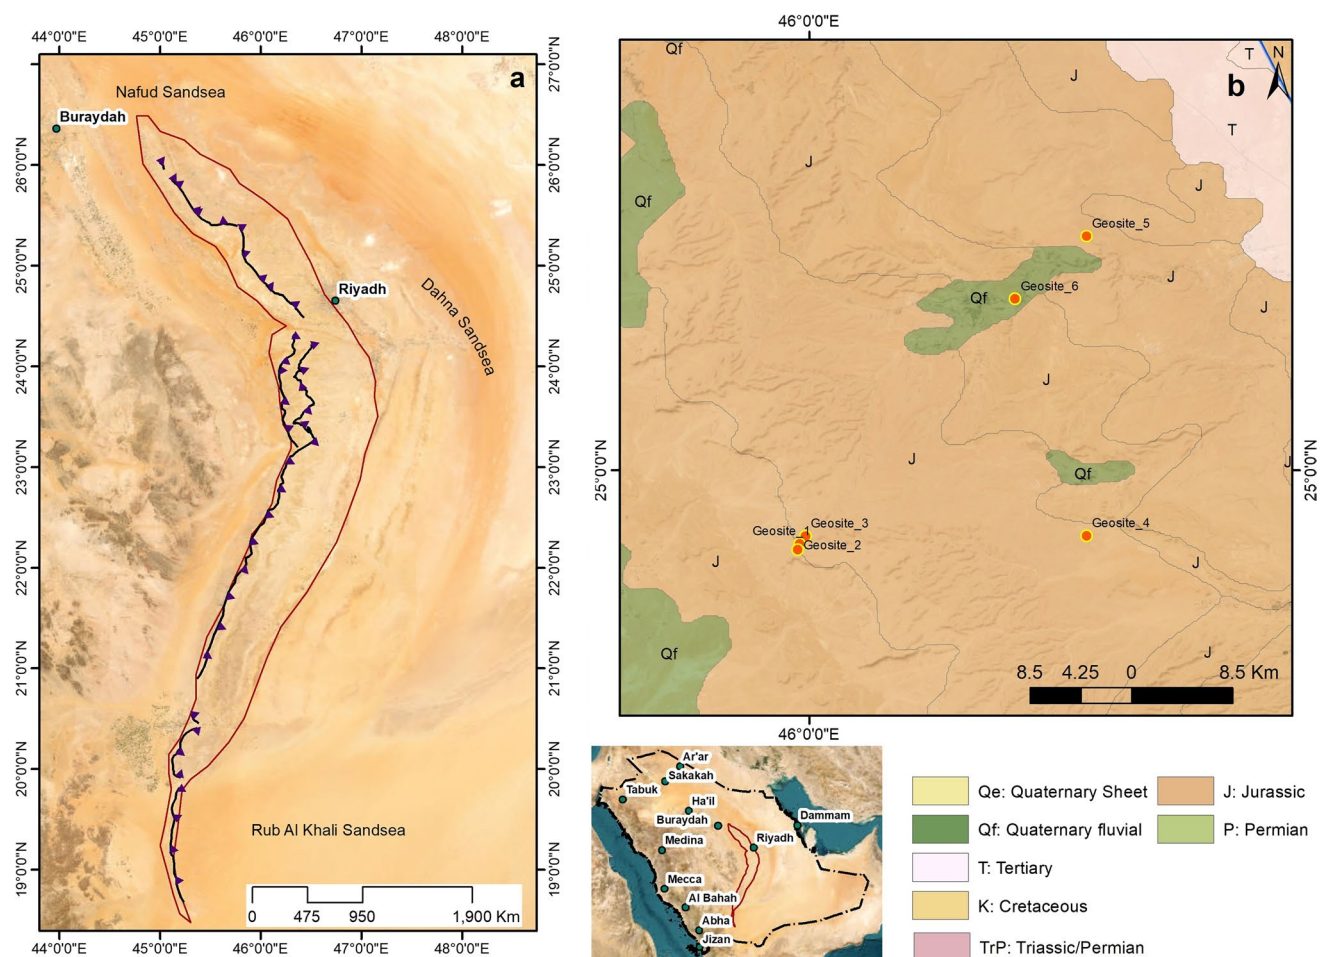 44°0'0"E 45°0'0"E 46°0'0"E 47°0'0"E 48°0'0"E
a
Nafud Sandsea
Buraydah
Riyadh
Dahna Sandsea
Rub Al Khali Sandsea
0 475 950 1,900 Km
26°0'0"N
25°0'0"N
24°0'0"N
23°0'0"N
22°0'0"N
21°0'0"N
20°0'0"N
19°0'0"N
27°0'0"N
26°0'0"N
25°0'0"N
24°0'0"N
23°0'0"N
22°0'0"N
21°0'0"N
20°0'0"N
19°0'0"N
44°0'0"E 45°0'0"E 46°0'0"E 47°0'0"E 48°0'0"E
46°0'0"E
Qf
J
T
N
b
T
J
J
Qf
Geosite_5
J
Qf
Geosite_6
J
J
25°0'0"N
J
Qf
J
25°0'0"N
Geosite_3
Geosite_1
Geosite_2
Geosite_4
J
J
Qf
J
8.5 4.25 0 8.5 Km
46°0'0"E
Ar'ar
Sakakah
Tabuk
Ha'il
Buraydah
Dammam
Riyadh
Medina
Mecca
Al Bahah
Abha
Jizan
Qe: Quaternary Sheet
J: Jurassic
Qf: Quaternary fluvial
P: Permian
T: Tertiary
K: Cretaceous
TrP: Triassic/Permian